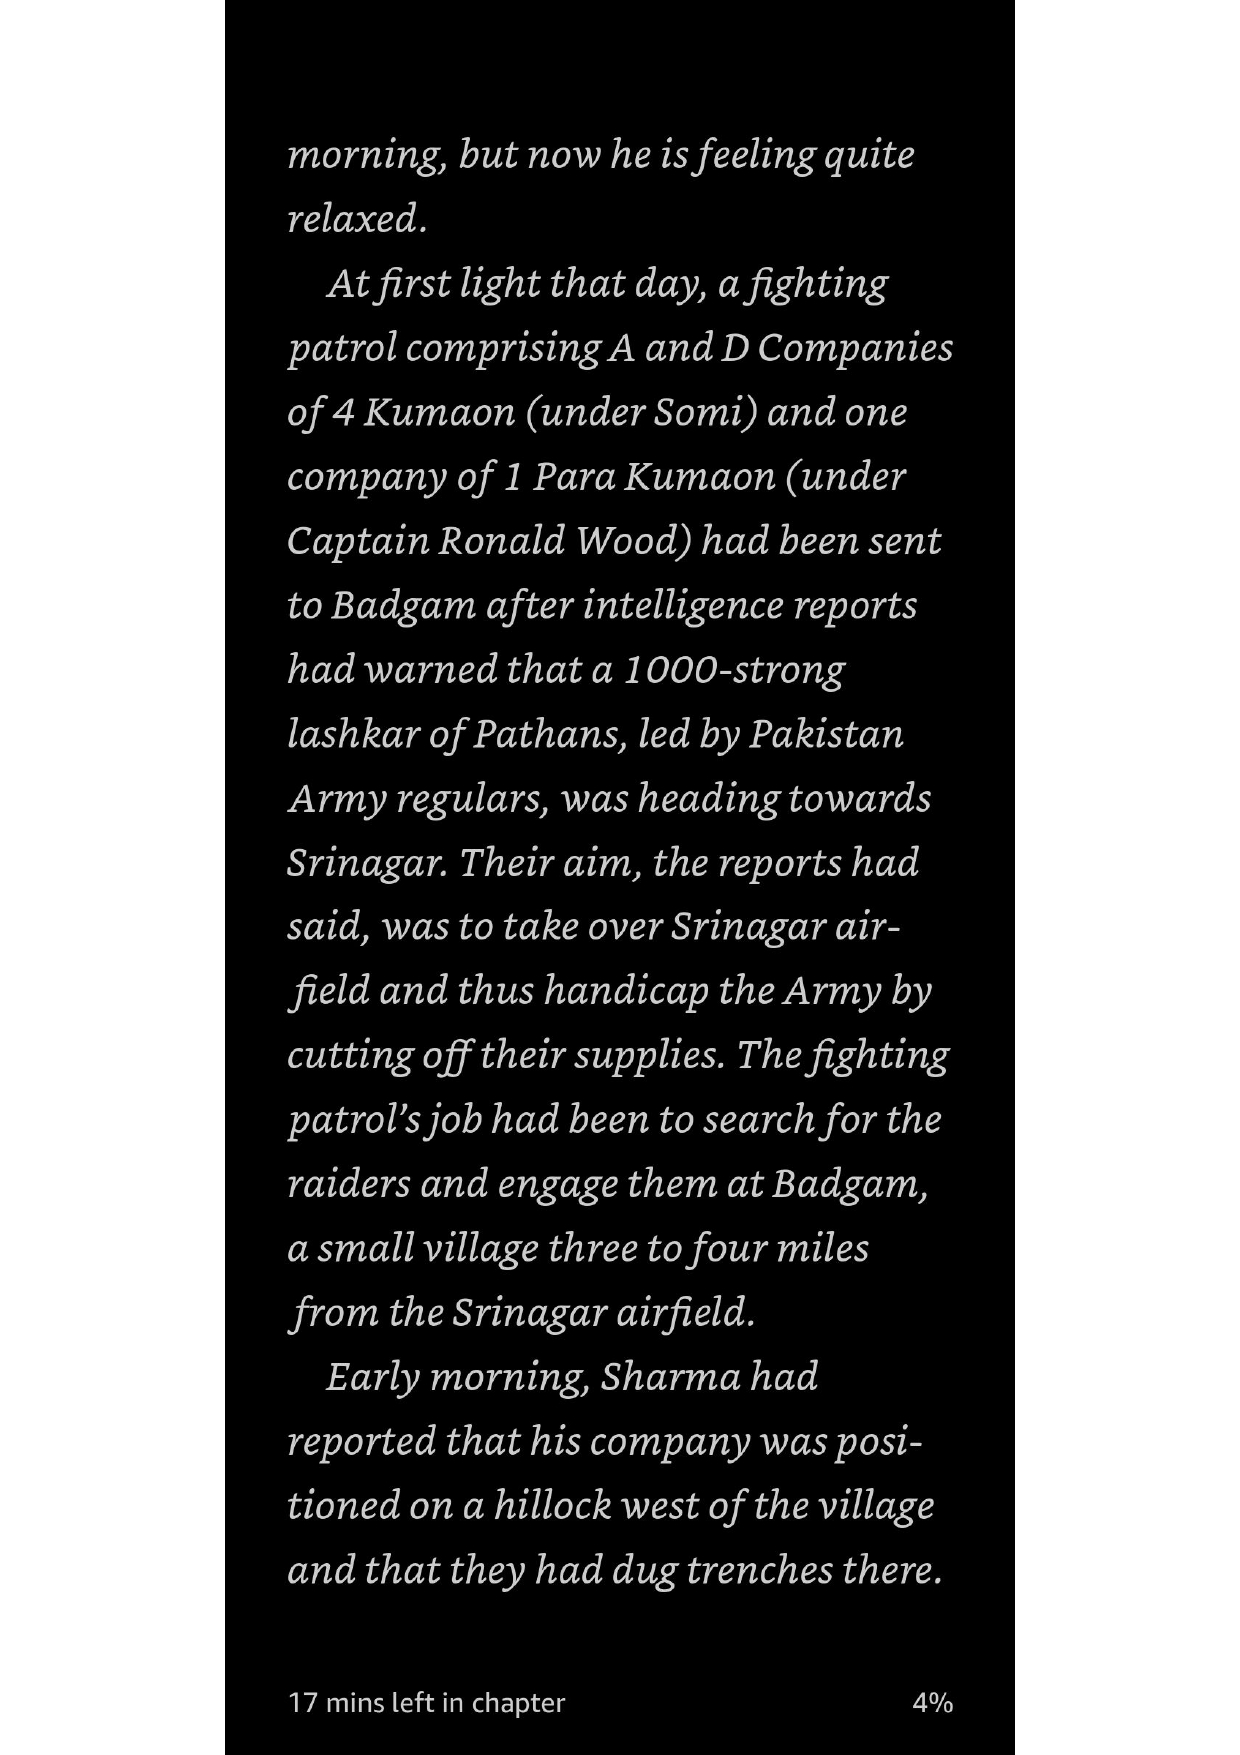 morning, but now he is feeling quite
relaxed.
At first light that day, a fighting
patrol comprising A and D Companies
of 4 Kumaon (under Somi) and one
company of 1 Para Kumaon (under
Captain Ronald Wood) had been sent
to Badgam after intelligence reports
had warned that a 1000-strong
lashkar of Pathans, led by Pakistan
Army regulars, was heading towards
Srinagar. Their aim, the reports had
said, was to take over Srinagar air-
field and thus handicap the Army by
cutting off their supplies. The fighting
patrol’s job had been to search for the
raiders and engage them at Badgam,
a small village three to four miles
from the Srinagar airfield.
Early morning, Sharma had
reported that his company was posi-
tioned on a hillock west of the village
and that they had dug trenches there.
17 mins left in chapter 4%